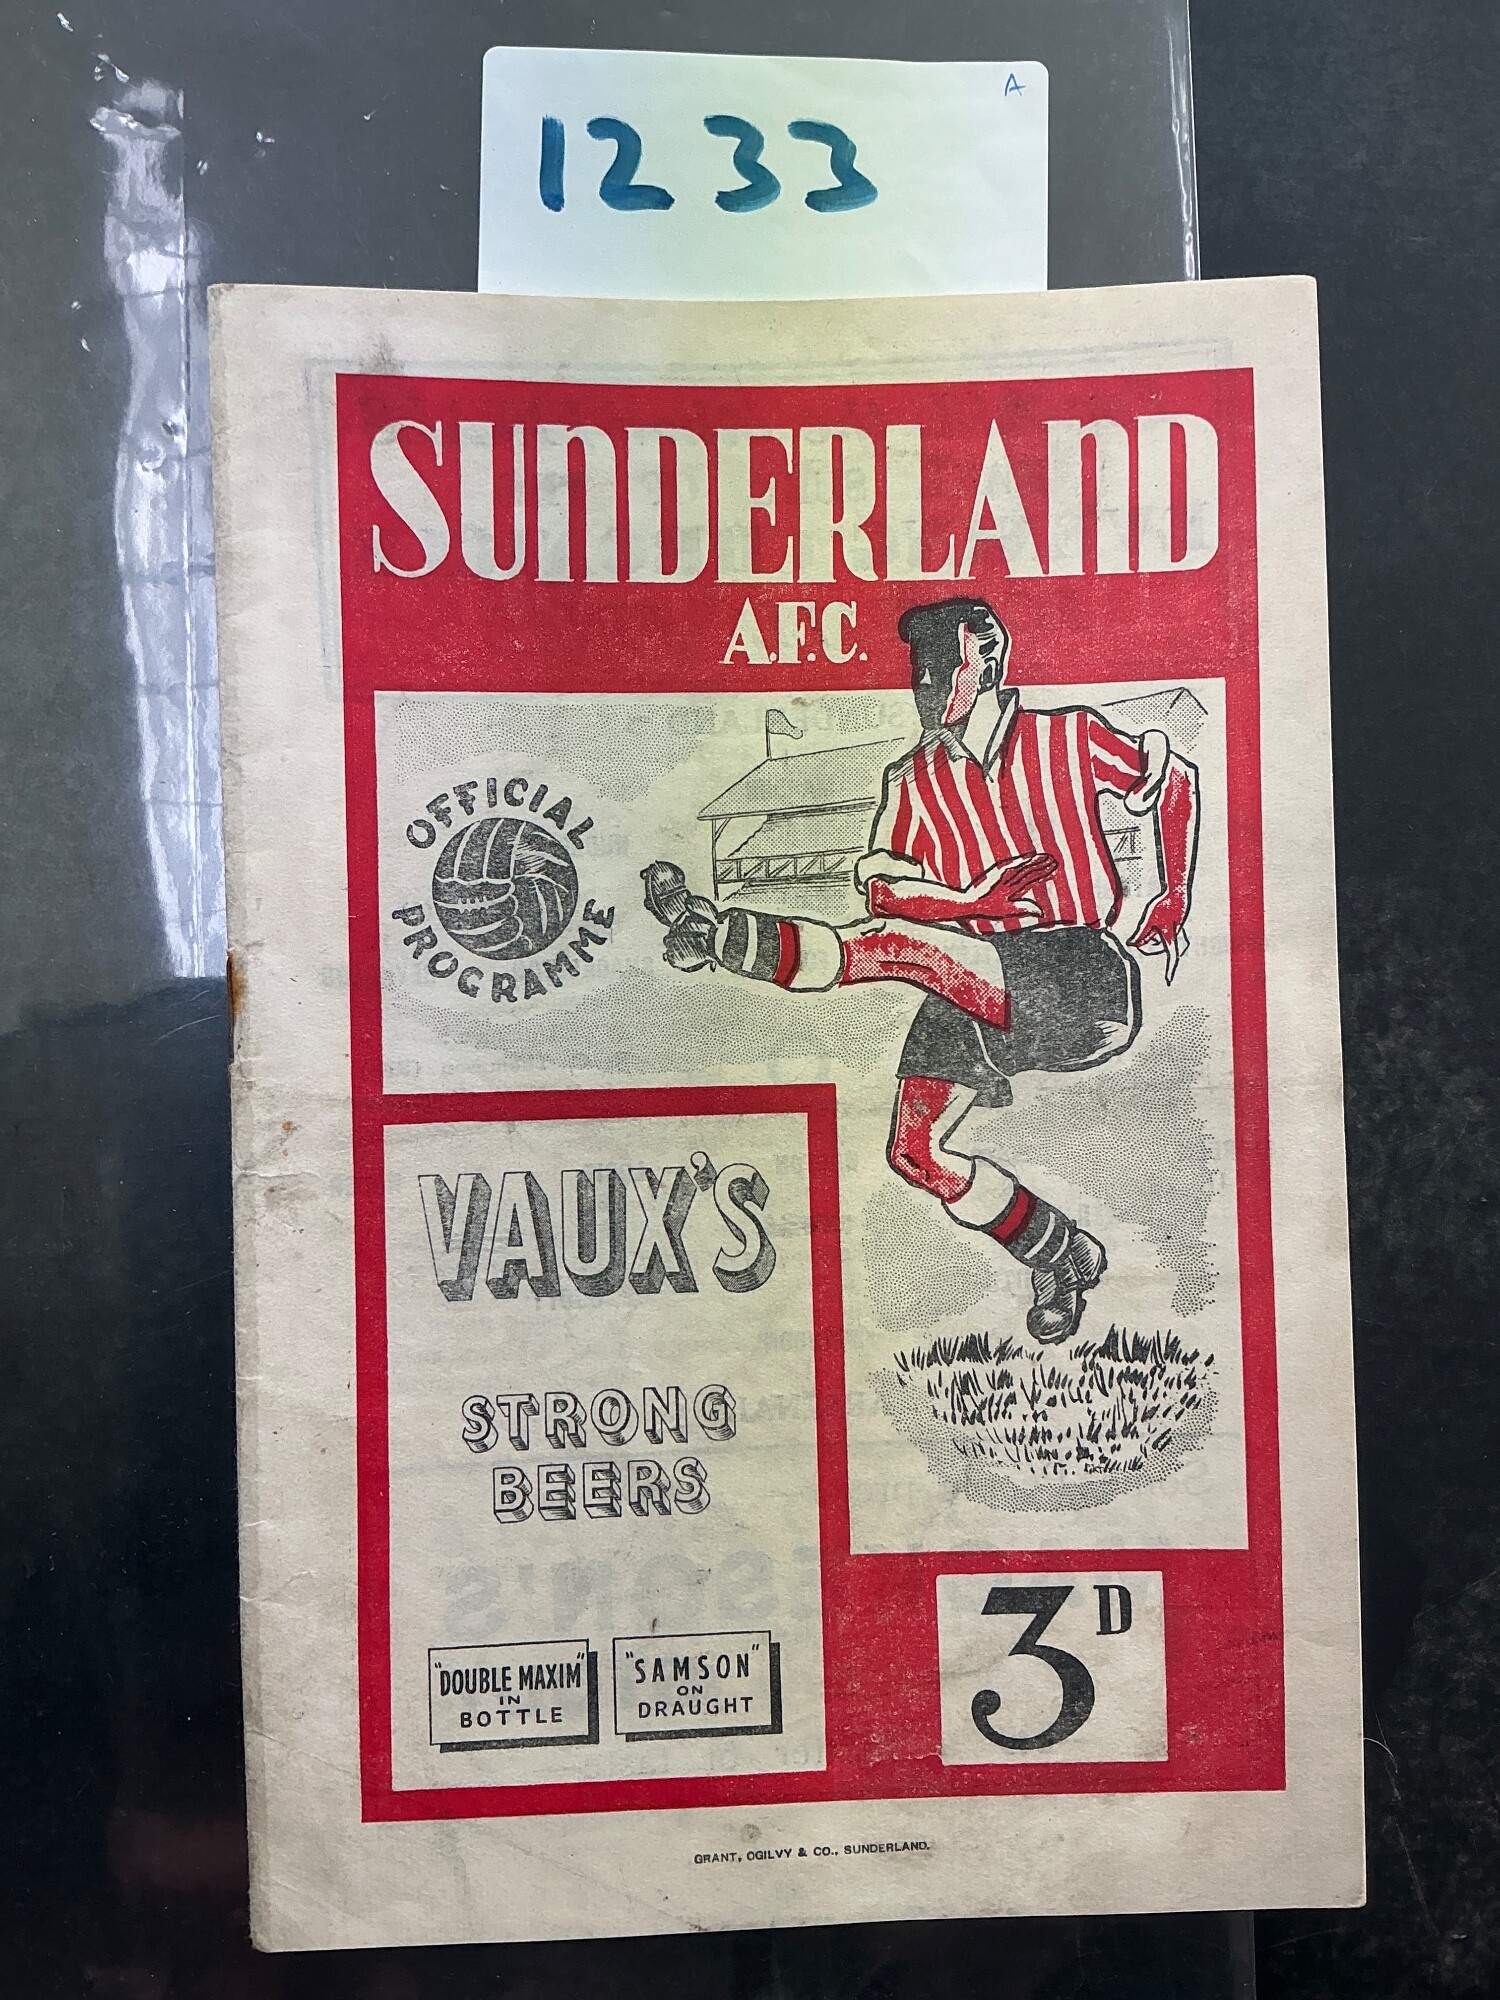 A
1233
SUNDERLAND
A.F.C.
OFFICIAL
PROGRAMME
VAUX'S
STRONG
BEERS
"DOUBLE MAXIM"
IN
BOTTLE
"SAMSON"
ON
DRAUGHT
3D
GRANT, OGILVY & CO., SUNDERLAND.